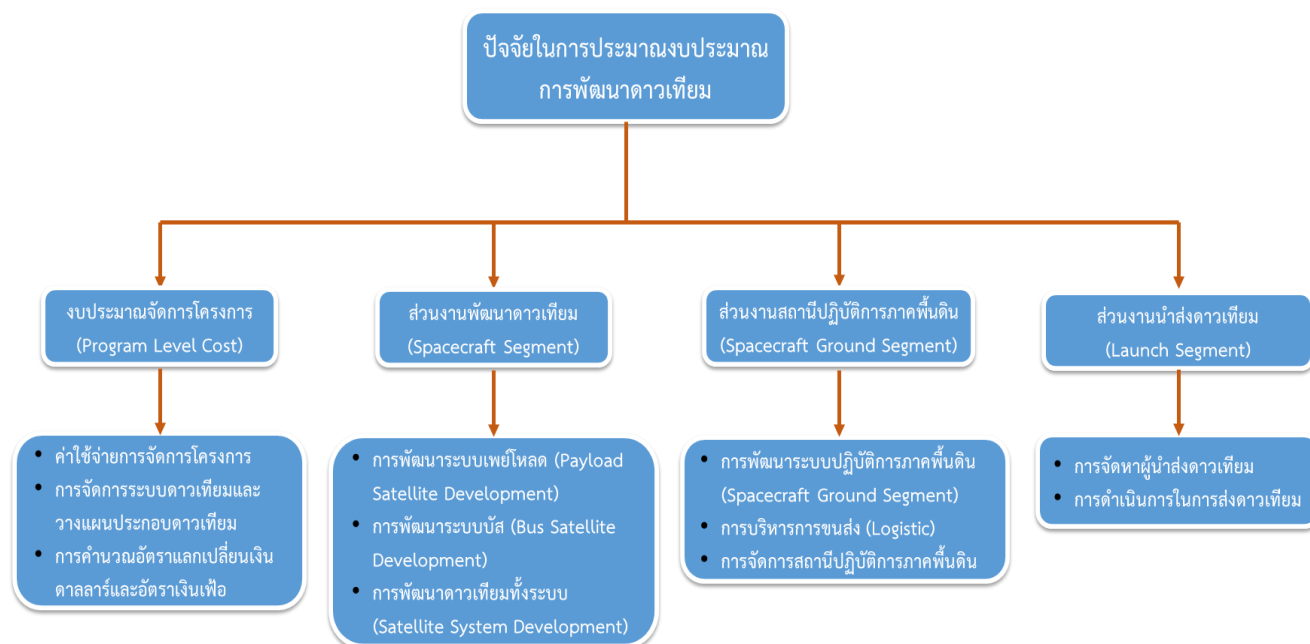 ปัจจัยในการประมาณงบประมาณ
การพัฒนาดาวเทียม
งบประมาณจัดการโครงการ
(Program Level Cost)
ส่วนงานพัฒนาดาวเทียม
(Spacecraft Segment)
ส่วนงานสถานีปฏิบัติการภาคพื้นดิน
(Spacecraft Ground Segment)
ส่วนงานนำส่งดาวเทียม
(Launch Segment)
• ค่าใช้จ่ายการจัดการโครงการ
• การจัดการระบบดาวเทียมและ
วางแผนประกอบดาวเทียม
• การคำนวณอัตราแลกเปลี่ยนเงิน
ดาลลาร์และอัตราเงินเฟ้อ
• การพัฒนาระบบเพย์โหลด (Payload
Satellite Development)
• การพัฒนาระบบบัส (Bus Satellite
Development)
• การพัฒนาดาวเทียมทั้งระบบ
(Satellite System Development)
• การพัฒนาระบบปฏิบัติการภาคพื้นดิน
(Spacecraft Ground Segment)
• การบริหารการขนส่ง (Logistic)
• การจัดการสถานีปฏิบัติการภาคพื้นดิน
• การจัดหาผู้นำส่งดาวเทียม
• การดำเนินการในการส่งดาวเทียม